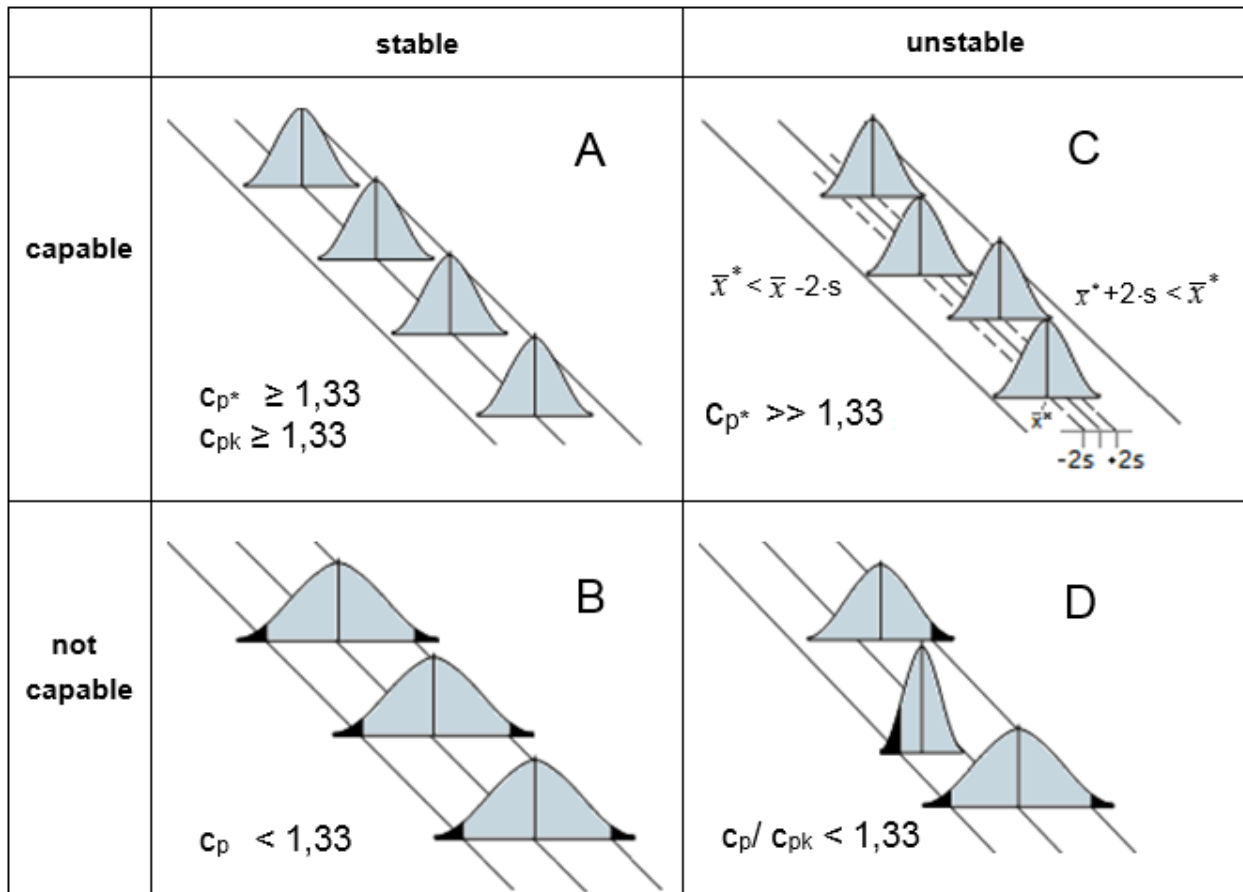 stable
unstable
capable
A
cp* ≥ 1,33
cpk ≥ 1,33
C
x̄* < x̄ -2·s
x*+2·s < x̄*
cp* >> 1,33
x̄*
-2s +2s
not
capable
B
cp < 1,33
D
cp/ cpk < 1,33